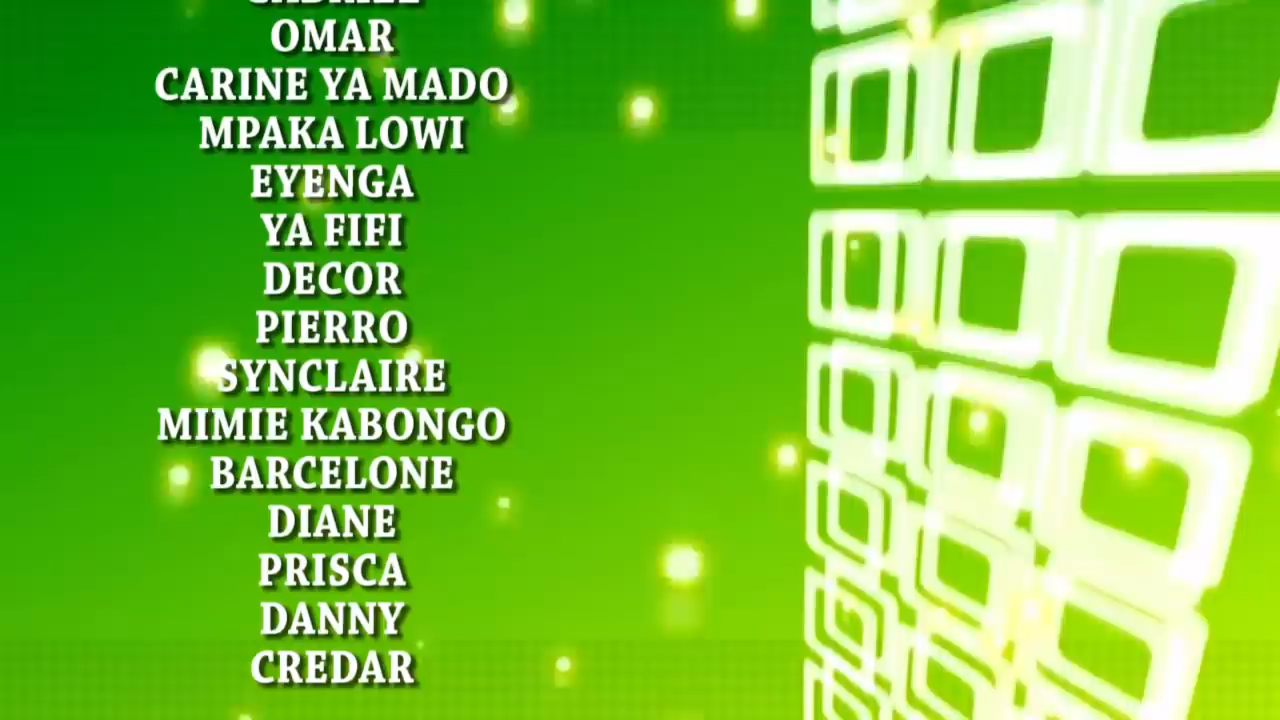 OMAR
CARINE YA MADO
MPAKA LOWI
EYENGA
YA FIFI
DECOR
PIERRO
SYNCLAIRE
MIMIE KABONGO
BARCELONE
DIANE
PRISCA
DANNY
CREDAR